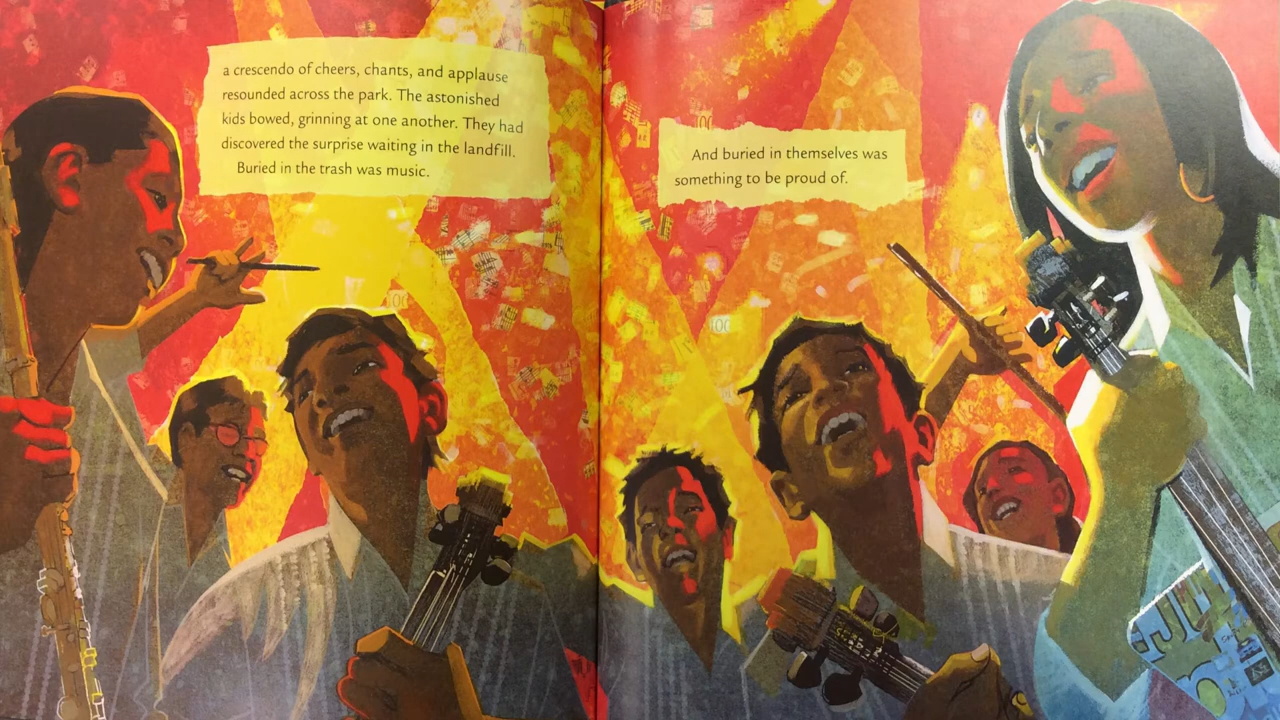 a crescendo of cheers, chants, and applause
resounded across the park. The astonished
kids bowed, grinning at one another. They had
discovered the surprise waiting in the landfill.
Buried in the trash was music.
And buried in themselves was
something to be proud of.